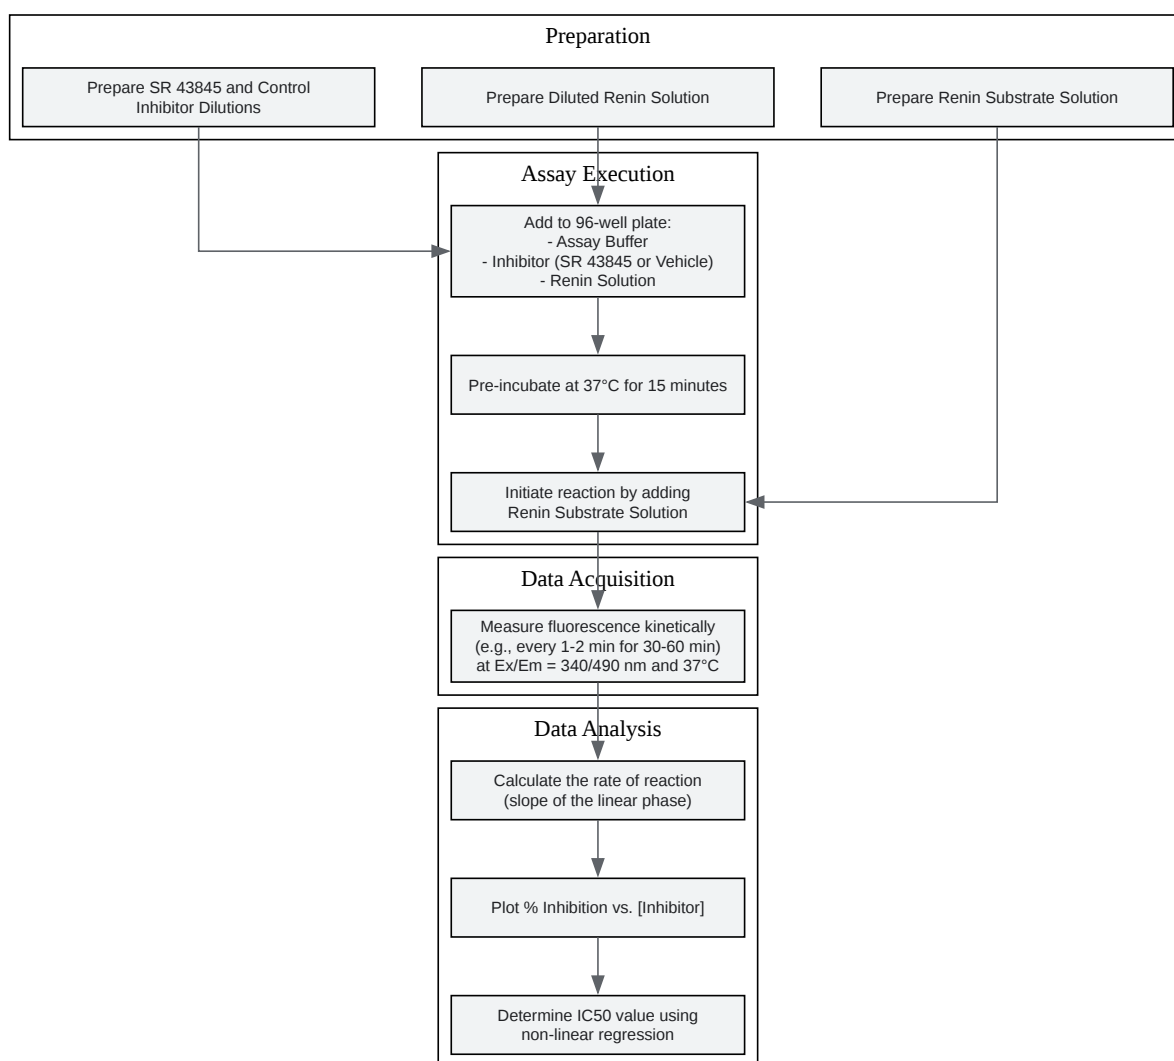 Preparation
Prepare SR 43845 and Control
Inhibitor Dilutions
Prepare Diluted Renin Solution
Prepare Renin Substrate Solution
Assay Execution
Add to 96-well plate:
- Assay Buffer
- Inhibitor (SR 43845 or Vehicle)
- Renin Solution
Pre-incubate at 37°C for 15 minutes
Initiate reaction by adding
Renin Substrate Solution
Data Acquisition
Measure fluorescence kinetically
(e.g., every 1-2 min for 30-60 min)
at Ex/Em = 340/490 nm and 37°C
Data Analysis
Calculate the rate of reaction
(slope of the linear phase)
Plot % Inhibition vs. [Inhibitor]
Determine IC50 value using
non-linear regression